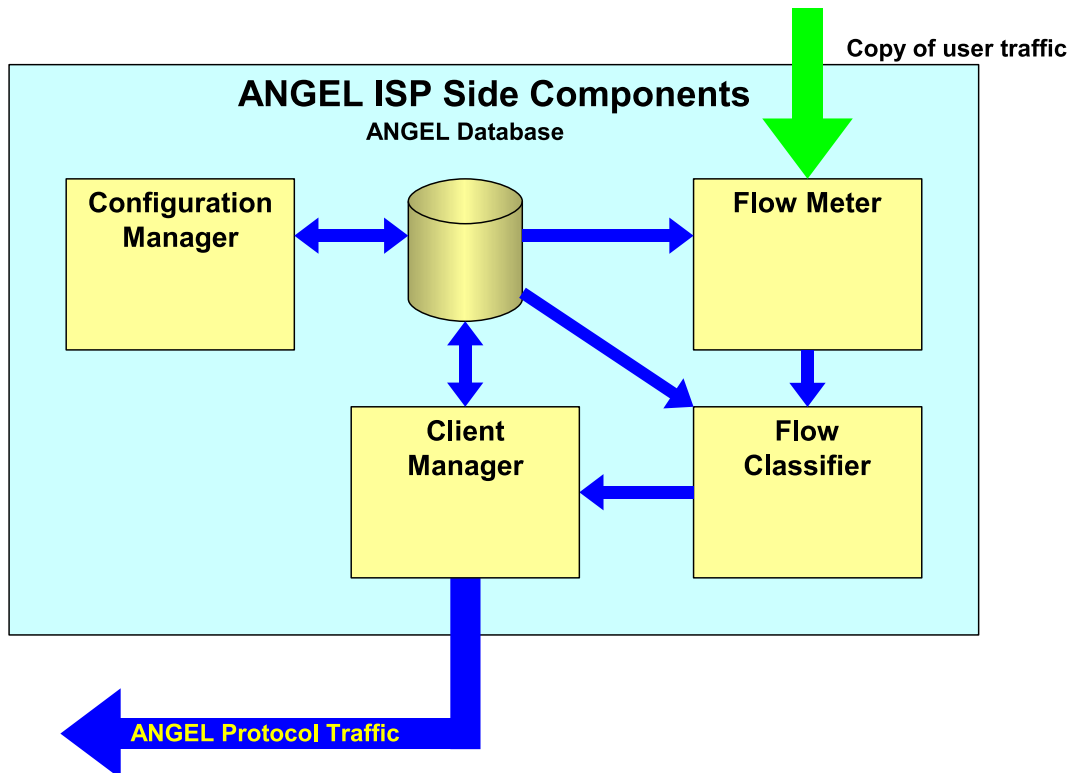 Copy of user traffic
ANGEL ISP Side Components
ANGEL Database
Configuration
Manager
Flow Meter
Client
Manager
Flow
Classifier
ANGEL Protocol Traffic